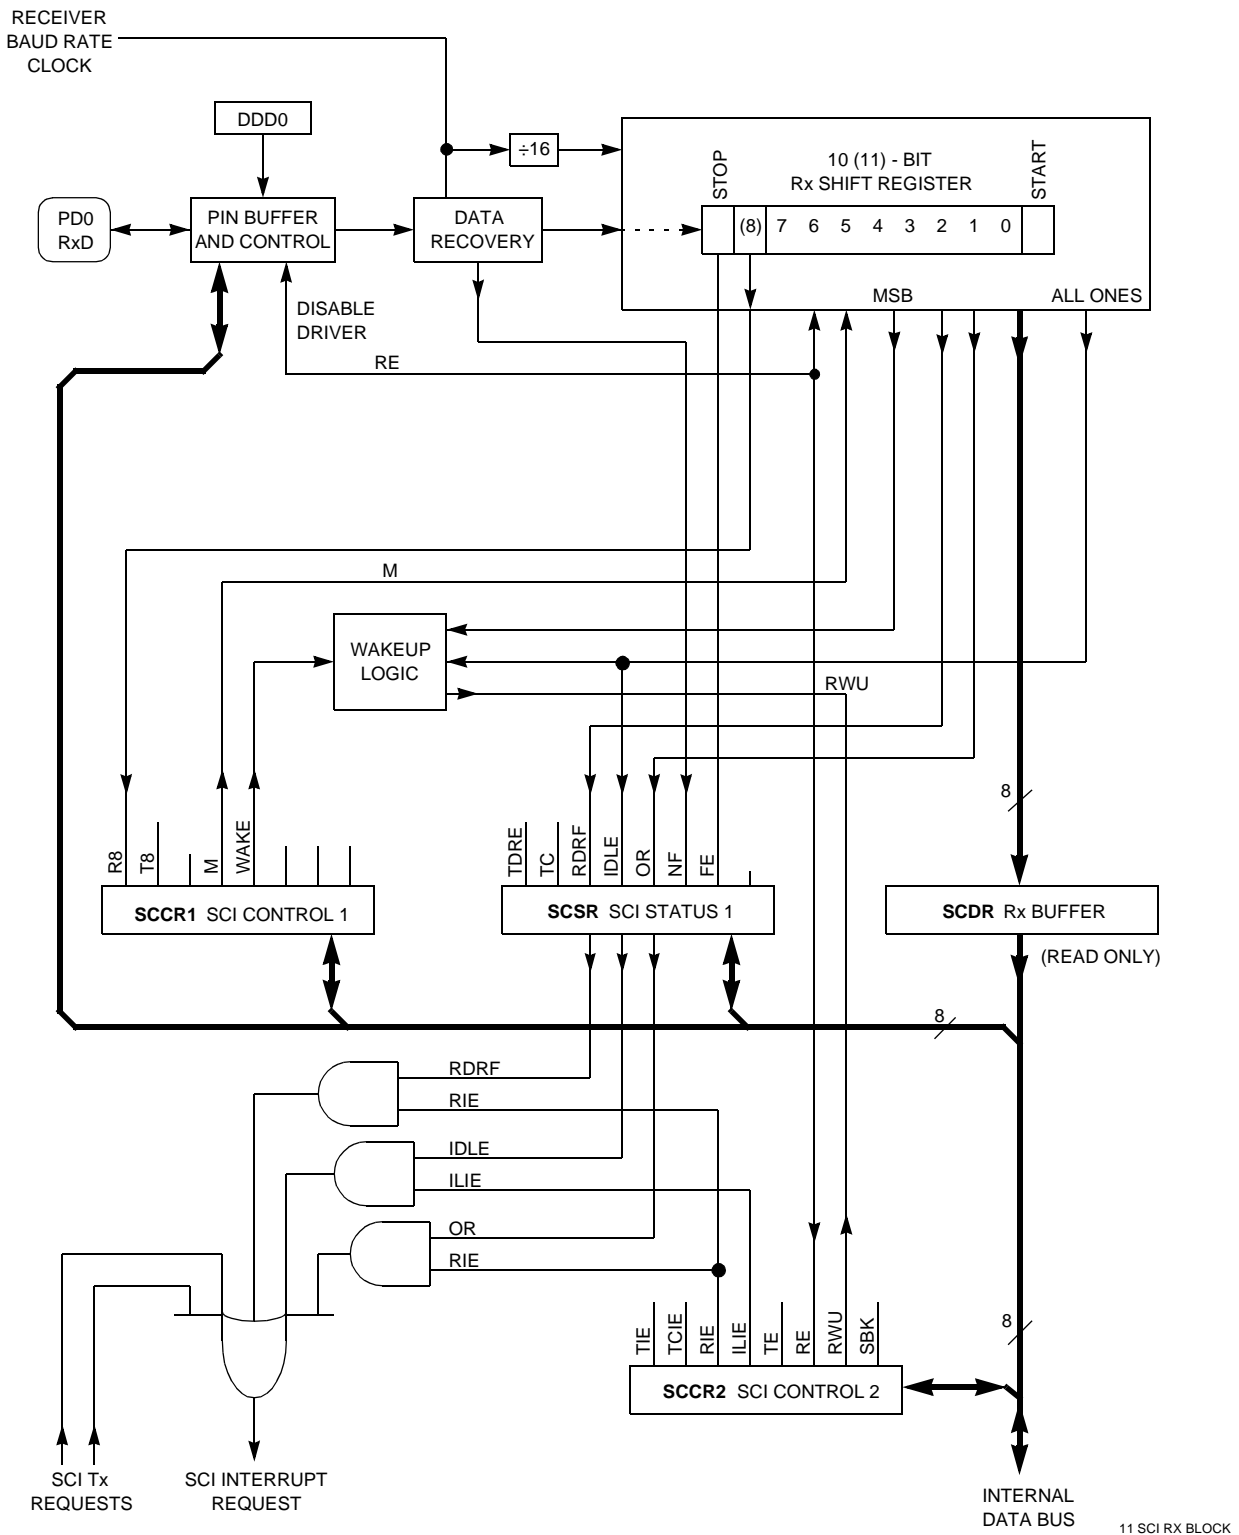 RECEIVER
BAUD RATE
CLOCK
DDD0
÷16
10 (11) - BIT
Rx SHIFT REGISTER
STOP
START
PD0
RxD
PIN BUFFER
AND CONTROL
DATA
RECOVERY
(8) 7 6 5 4 3 2 1 0
MSB
ALL ONES
DISABLE
DRIVER
RE
M
WAKEUP
LOGIC
RWU
8
R8
T8
M
WAKE
TDRE
TC
RDRF
IDLE
OR
NF
FE
SCCR1 SCI CONTROL 1
SCSR SCI STATUS 1
SCDR Rx BUFFER
(READ ONLY)
8
RDRF
RIE
IDLE
ILIE
OR
RIE
8
TIE
TCIE
RIE
ILIE
TE
RE
RWU
SBK
SCCR2 SCI CONTROL 2
SCI Tx
REQUESTS
SCI INTERRUPT
REQUEST
INTERNAL
DATA BUS
11 SCI RX BLOCK